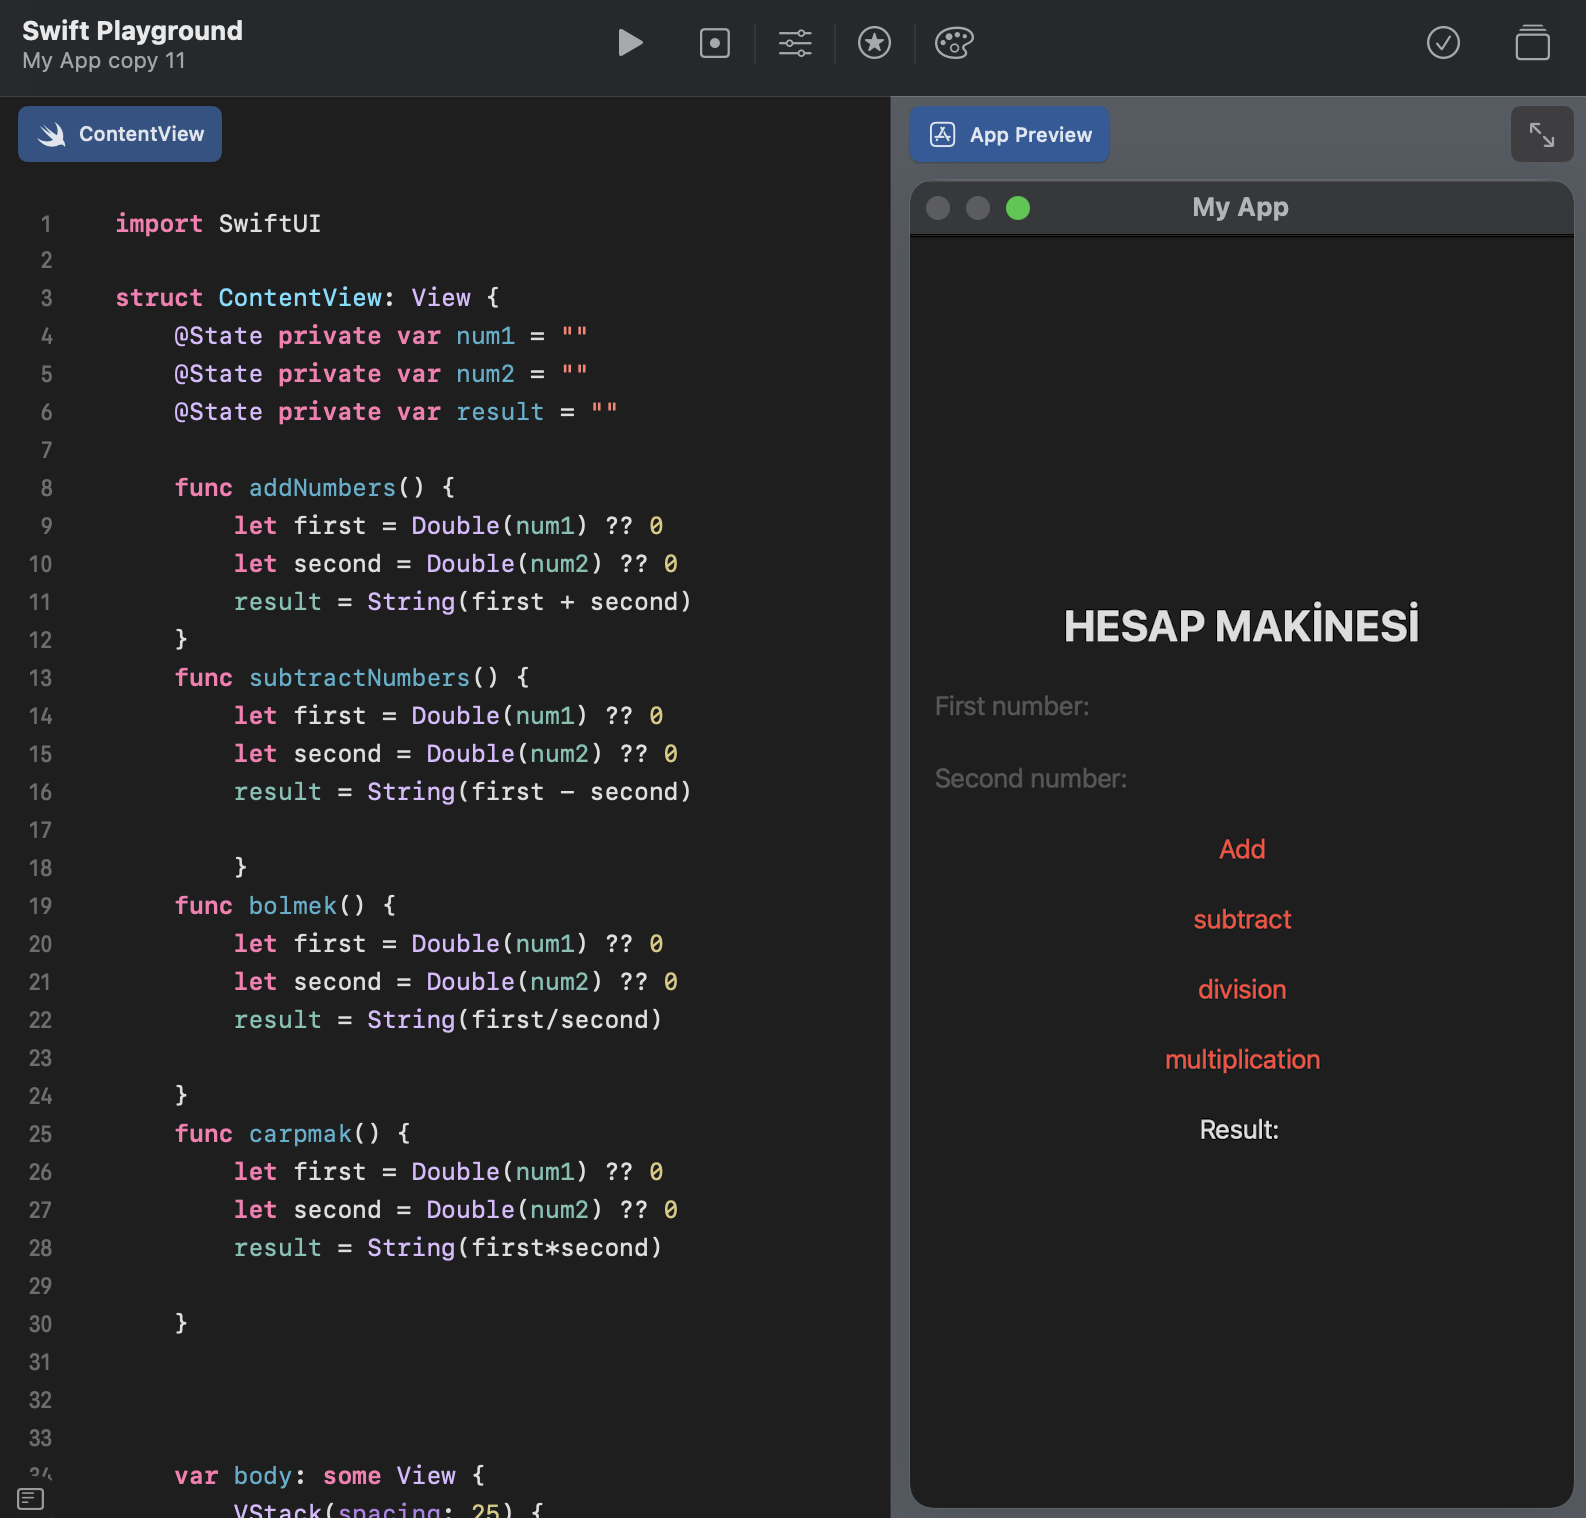 Swift Playground
My App copy 11
ContentView
1 import SwiftUI
2
3 struct ContentView: View {
4 @State private var num1 = ""
5 @State private var num2 = ""
6 @State private var result = ""
7
8 func addNumbers() {
9 let first = Double(num1) ?? 0
10 let second = Double(num2) ?? 0
11 result = String(first + second)
12 }
13 func subtractNumbers() {
14 let first = Double(num1) ?? 0
15 let second = Double(num2) ?? 0
16 result = String(first - second)
17
18 }
19 func bolmek() {
20 let first = Double(num1) ?? 0
21 let second = Double(num2) ?? 0
22 result = String(first/second)
23
24 }
25 func carpmak() {
26 let first = Double(num1) ?? 0
27 let second = Double(num2) ?? 0
28 result = String(first*second)
29
30 }
31
32
33
34 var body: some View {
VStack(spacing: 25) {
App Preview
My App
HESAP MAKİNESİ
First number:
Second number:
Add
subtract
division
multiplication
Result: